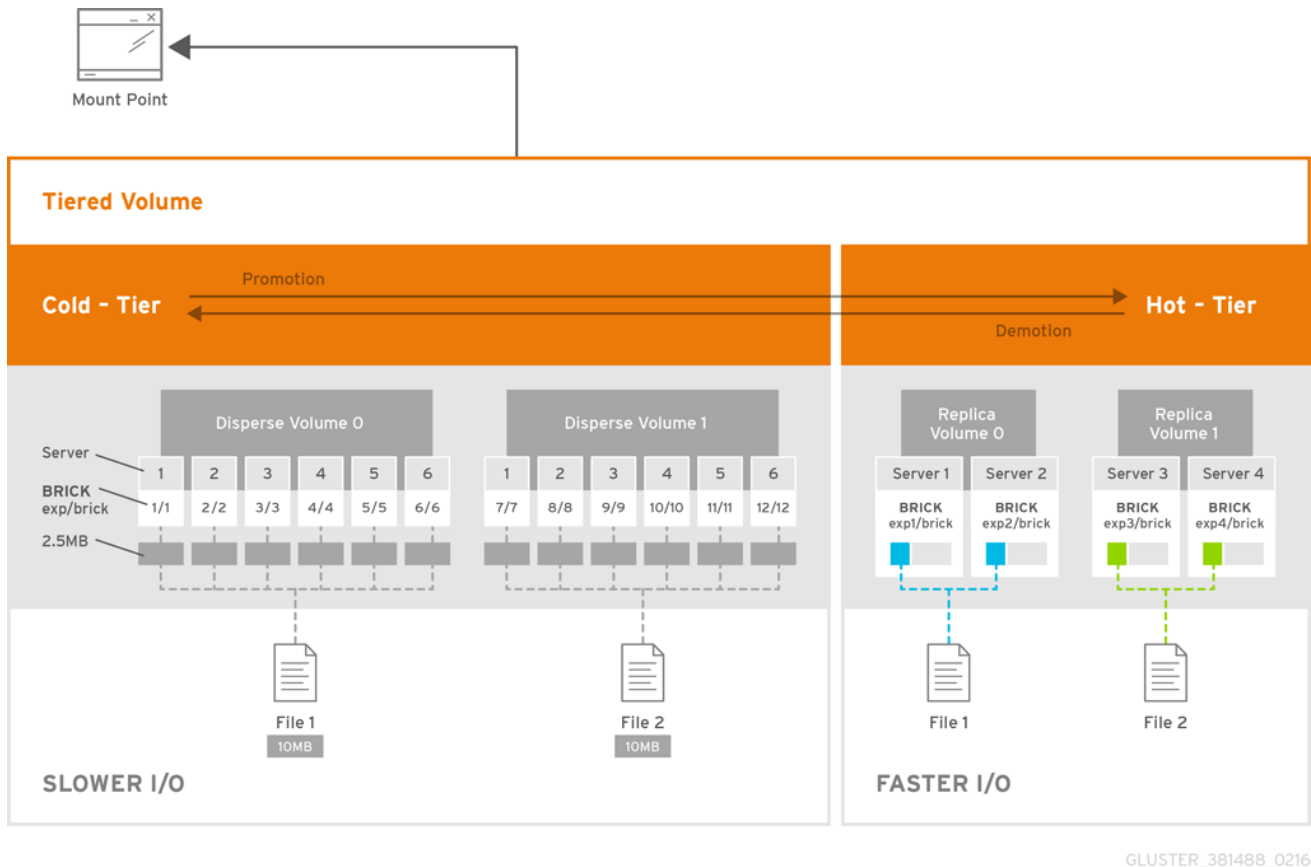 Mount Point
Tiered Volume
Cold - Tier
Promotion
Demotion
Hot - Tier
Disperse Volume 0
Disperse Volume 1
Replica
Volume 0
Replica
Volume 1
Server
1 2 3 4 5 6
1 2 3 4 5 6
Server 1 Server 2
Server 3 Server 4
BRICK
exp/brick
1/1 2/2 3/3 4/4 5/5 6/6
7/7 8/8 9/9 10/10 11/11 12/12
BRICK
exp1/brick
BRICK
exp2/brick
BRICK
exp3/brick
BRICK
exp4/brick
2.5MB
File 1
10MB
File 2
10MB
File 1
File 2
SLOWER I/O
FASTER I/O
GLUSTER_381488_0216